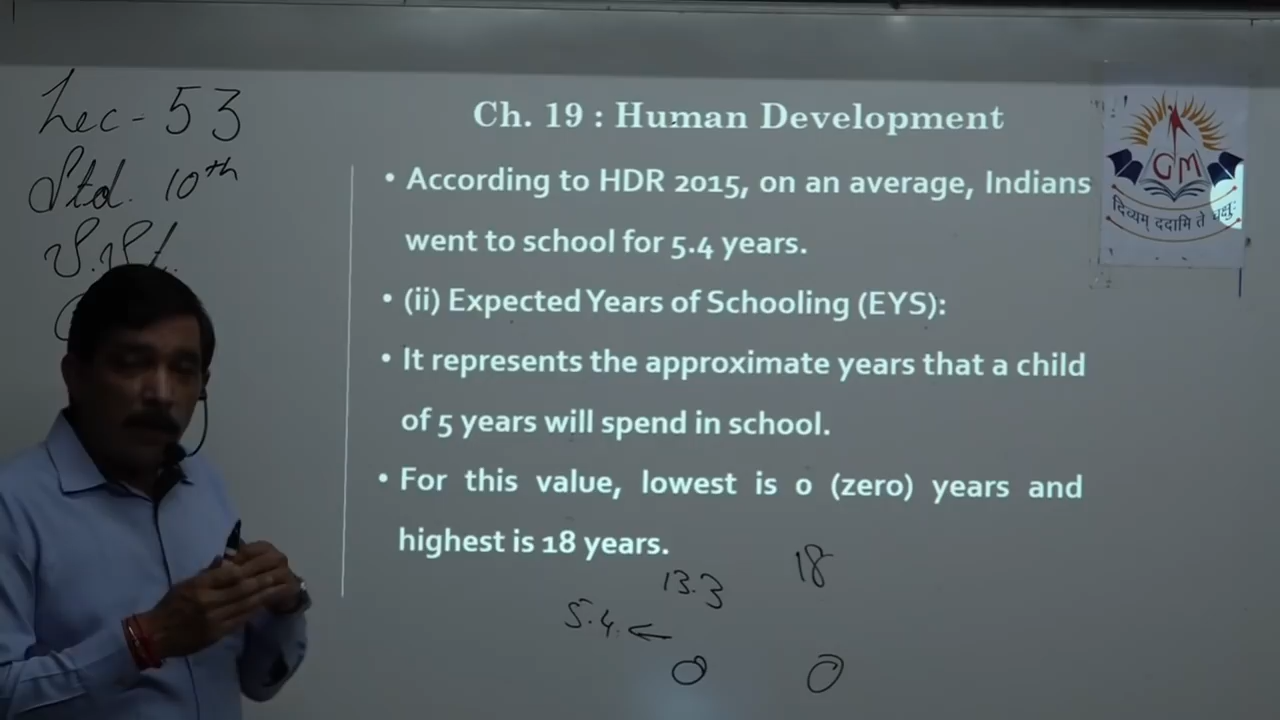 Lec - 53
Std. 10th
Ch. 19 : Human Development
• According to HDR 2015, on an average, Indians
went to school for 5.4 years.
• (ii) Expected Years of Schooling (EYS):
• It represents the approximate years that a child
of 5 years will spend in school.
• For this value, lowest is 0 (zero) years and
highest is 18 years.
13.3 18
5.4 ←
0 0
GM
दिव्यम् ददामि ते चक्षुः